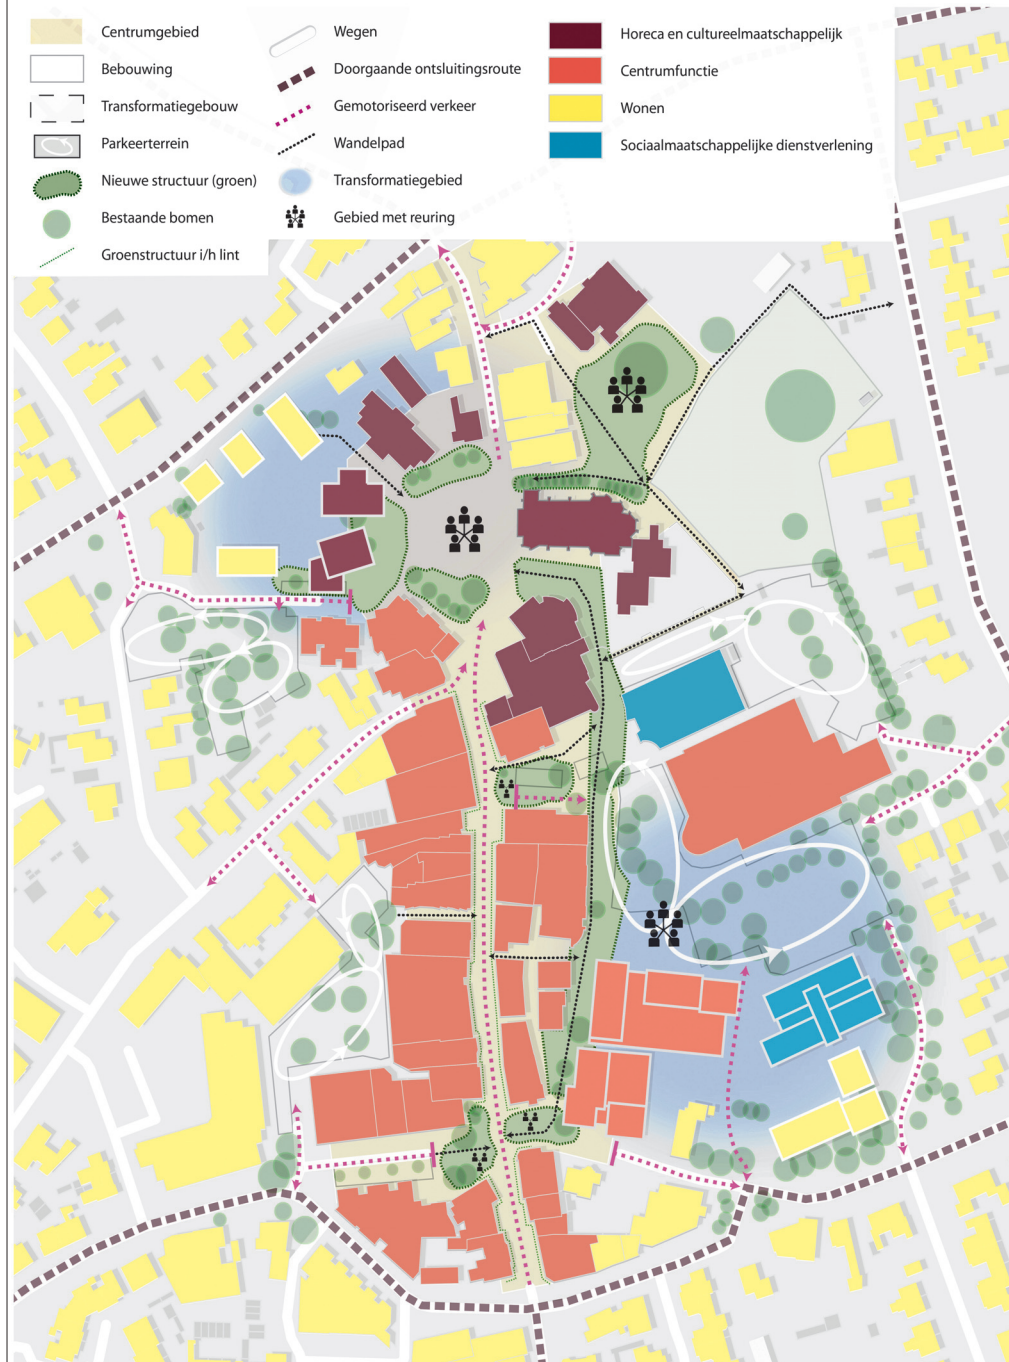 Centrumgebied
Bebouwing
Transformatiegebouw
Parkeerterrein
Nieuwe structuur (groen)
Bestaande bomen
Groenstructuur i/h lint
Wegen
Doorgaande ontsluitingsroute
Gemotoriseerd verkeer
Wandelpad
Transformatiegebied
Gebied met reuring
Horeca en cultureelmaatschappelijk
Centrumfunctie
Wonen
Sociaalmaatschappelijke dienstverlening